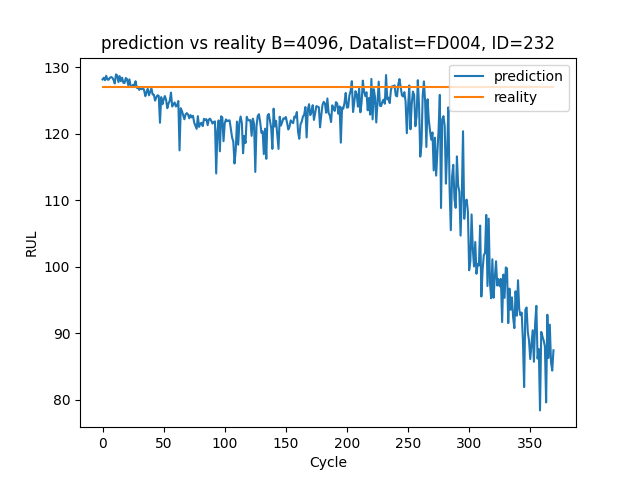 prediction vs reality B=4096, Datalist=FD004, ID=232
prediction
reality
RUL
130
120
110
100
90
80
0 50 100 150 200 250 300 350
Cycle